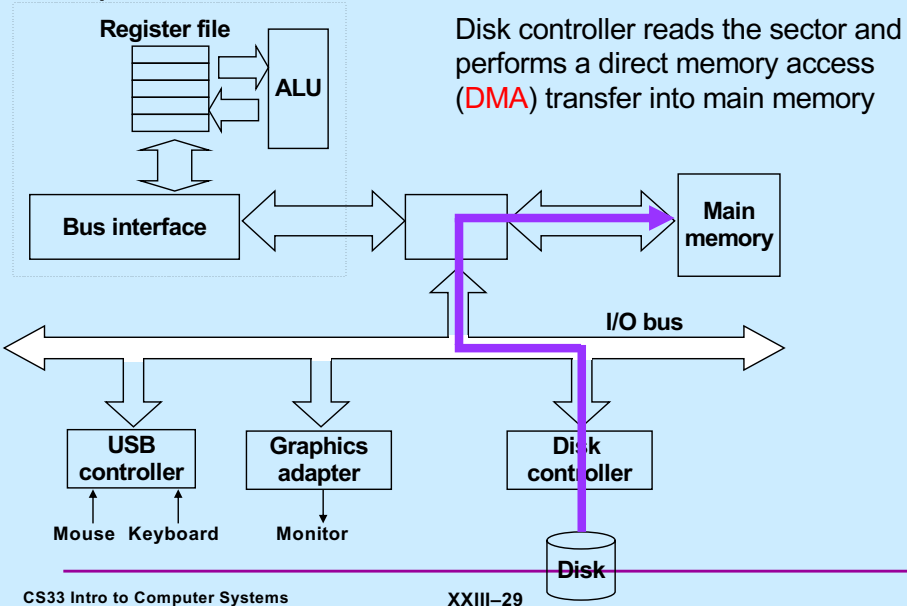 Register file
ALU
Disk controller reads the sector and
performs a direct memory access
(DMA) transfer into main memory
Bus interface
Main
memory
I/O bus
USB
controller
Graphics
adapter
Disk
controller
Mouse Keyboard
Monitor
Disk
CS33 Intro to Computer Systems
XXIII–29